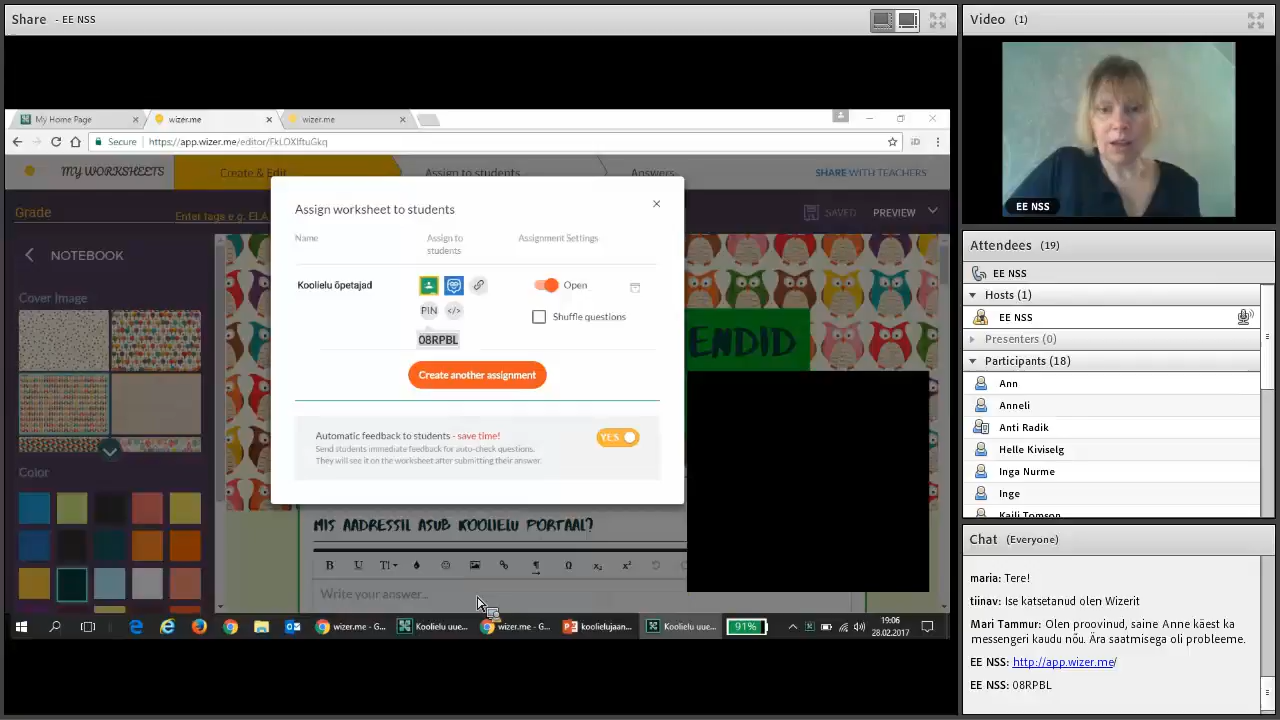 Share - EE NSS
My Home Page
wizer.me
wizer.me
Secure https://app.wizer.me/editor/FkLOXIftuGkq
MY WORKSHEETS
Create & Edit
Assign to students
Answers
SHARE WITH TEACHERS
Grade
Enter tags e.g. ELA
SAVED
PREVIEW
NOTEBOOK
Cover Image
Color
Assign worksheet to students
Name
Assign to
students
Assignment Settings
Koolielu õpetajad
Open
PIN
</>
Shuffle questions
08RPBL
Create another assignment
Automatic feedback to students - save time!
Send students immediate feedback for auto-check questions.
They will see it on the worksheet after submitting their answer.
YES
ENDID
MIS AADRESSIL ASUB KOOLIELU PORTAAL?
B U TI
Ω x₂ x²
Write your answer...
wizer.me - G...
Koolielu uue...
wizer.me - G...
koolielujaan...
Koolielu uue...
91%
19:06
28.02.2017
Video (1)
EE NSS
Attendees (19)
EE NSS
Hosts (1)
EE NSS
Presenters (0)
Participants (18)
Ann
Anneli
Anti Radik
Helle Kiviselg
Inga Nurme
Inge
Kaili Tomson
Chat (Everyone)
maria: Tere!
tiinav: Ise katsetanud olen Wizerit
Mari Tammur: Olen proovinud, saine Anne käest ka
messengeri kaudu nõu. Ära saatmisega oli probleeme.
EE NSS: http://app.wizer.me/
EE NSS: 08RPBL